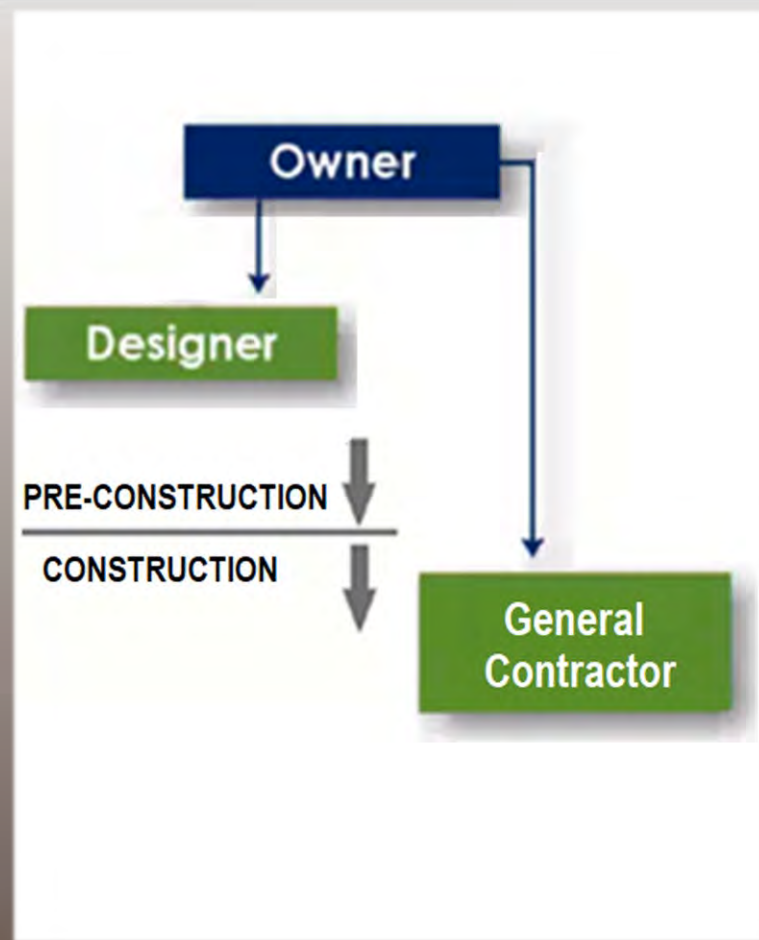 Owner
Designer
PRE-CONSTRUCTION
CONSTRUCTION
General
Contractor